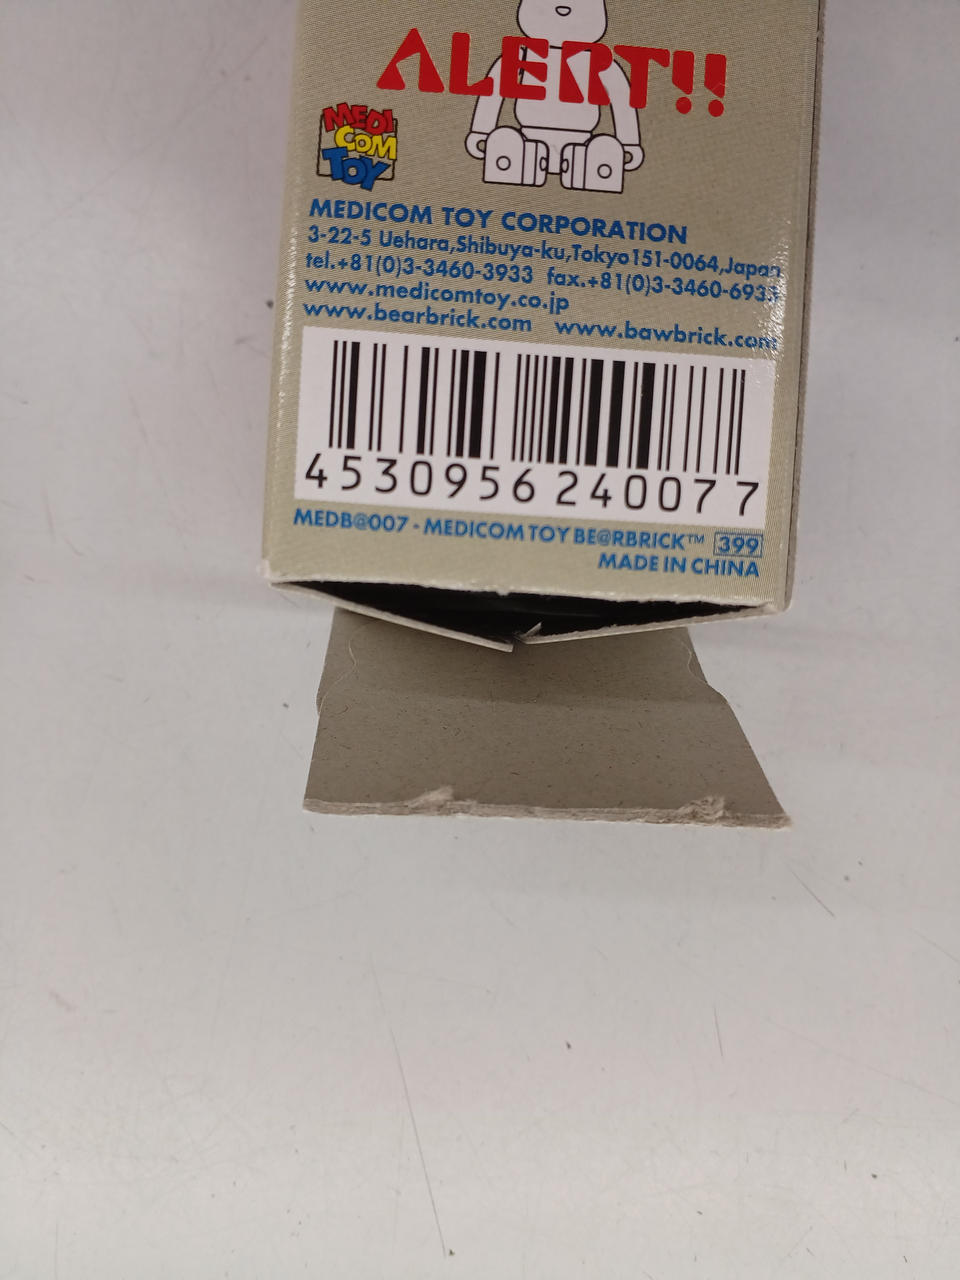 ALERT!!
MEDI
COM
TOY
MEDICOM TOY CORPORATION
3-22-5 Uehara,Shibuya-ku,Tokyo151-0064,Japan
tel.+81(0)3-3460-3933 fax.+81(0)3-3460-6933
www.medicomtoy.co.jp
www.bearbrick.com www.bawbrick.com
4530956240077
MEDB@007 · MEDICOM TOY BE@RBRICK™ 399
MADE IN CHINA